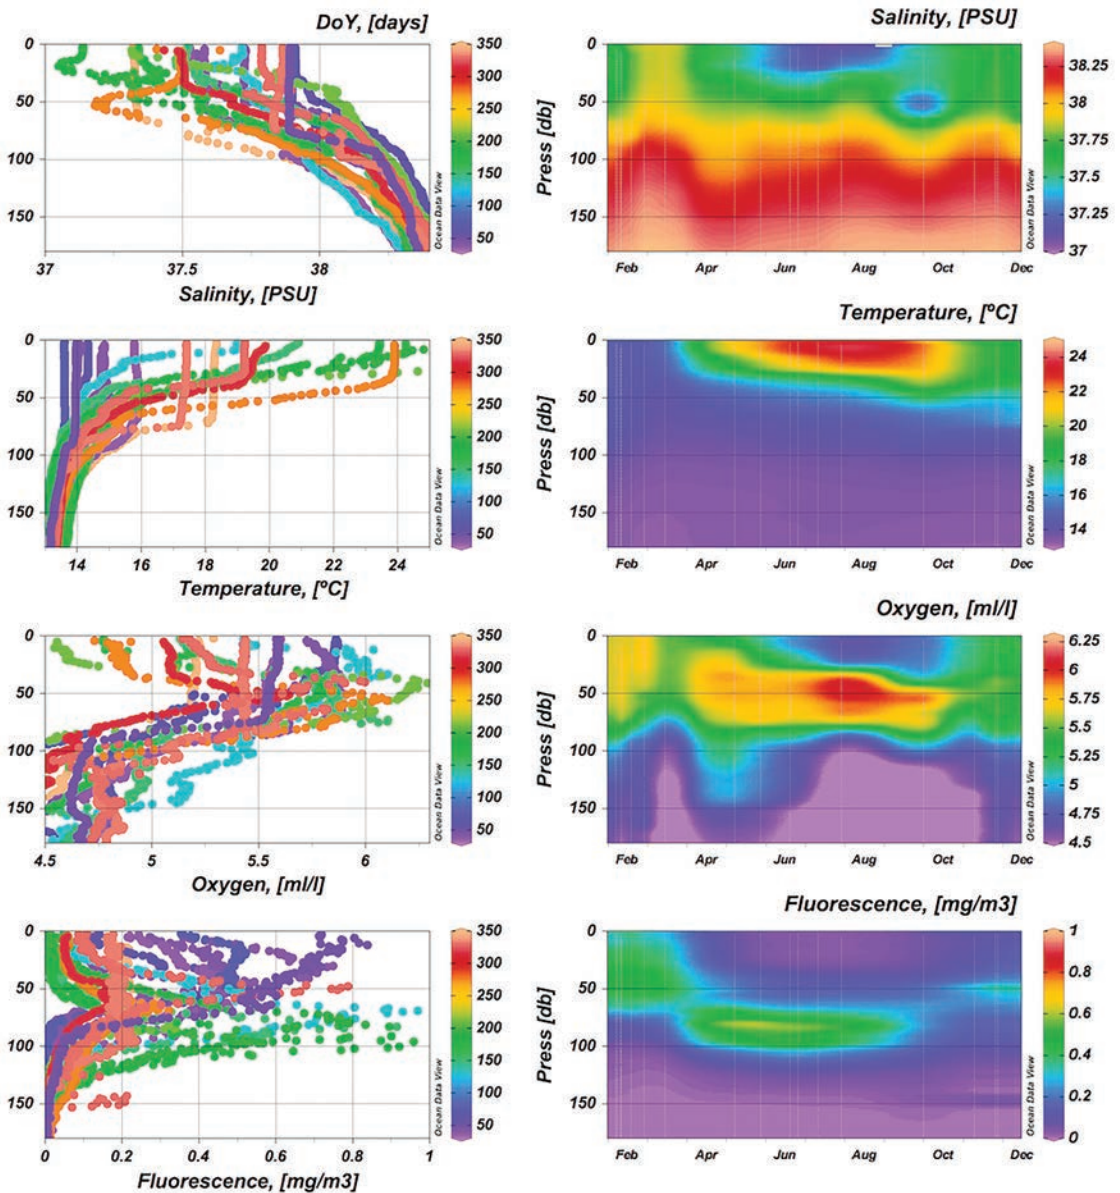 DoY, [days]
0
50
100
150
37
37.5
38
Salinity, [PSU]
350
300
250
200
150
100
50
Ocean Data View
Salinity, [PSU]
Press [db]
0
50
100
150
Feb
Apr
Jun
Aug
Oct
Dec
38.25
38
37.75
37.5
37.25
37
Ocean Data View
0
50
100
150
14
16
18
20
22
24
Temperature, [ºC]
350
300
250
200
150
100
50
Ocean Data View
Temperature, [ºC]
Press [db]
0
50
100
150
Feb
Apr
Jun
Aug
Oct
Dec
24
22
20
18
16
14
Ocean Data View
0
50
100
150
4.5
5
5.5
6
Oxygen, [ml/l]
350
300
250
200
150
100
50
Ocean Data View
Oxygen, [ml/l]
Press [db]
0
50
100
150
Feb
Apr
Jun
Aug
Oct
Dec
6.25
6
5.75
5.5
5.25
5
4.75
4.5
Ocean Data View
0
50
100
150
0
0.2
0.4
0.6
0.8
1
Fluorescence, [mg/m3]
350
300
250
200
150
100
50
Ocean Data View
Fluorescence, [mg/m3]
Press [db]
0
50
100
150
Feb
Apr
Jun
Aug
Oct
Dec
1
0.8
0.6
0.4
0.2
0
Ocean Data View